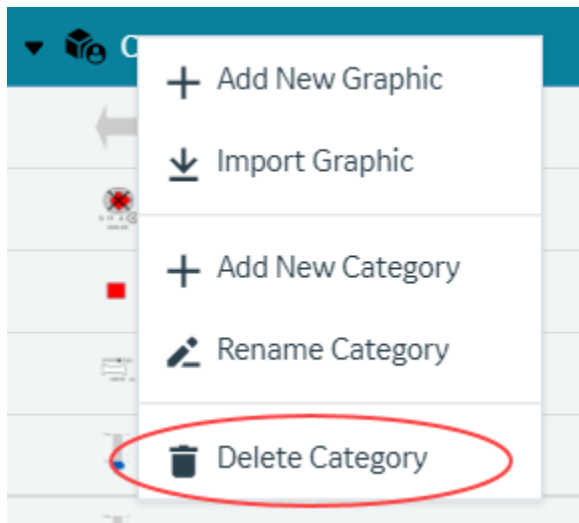 C
Add New Graphic
Import Graphic
Add New Category
Rename Category
Delete Category